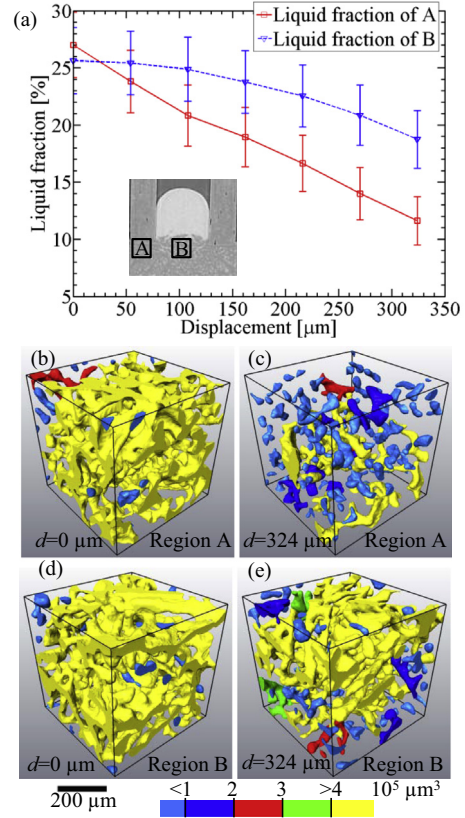 (a)
Liquid fraction of A
Liquid fraction of B
Liquid fraction [%]
35
30
25
20
15
10
5
A
B
0 50 100 150 200 250 300 350
Displacement [μm]
(b)
(c)
d=0 μm Region A
d=324 μm Region A
(d)
(e)
d=0 μm Region B
d=324 μm Region B
200 μm
<1 2 3 >4 10⁵ μm³